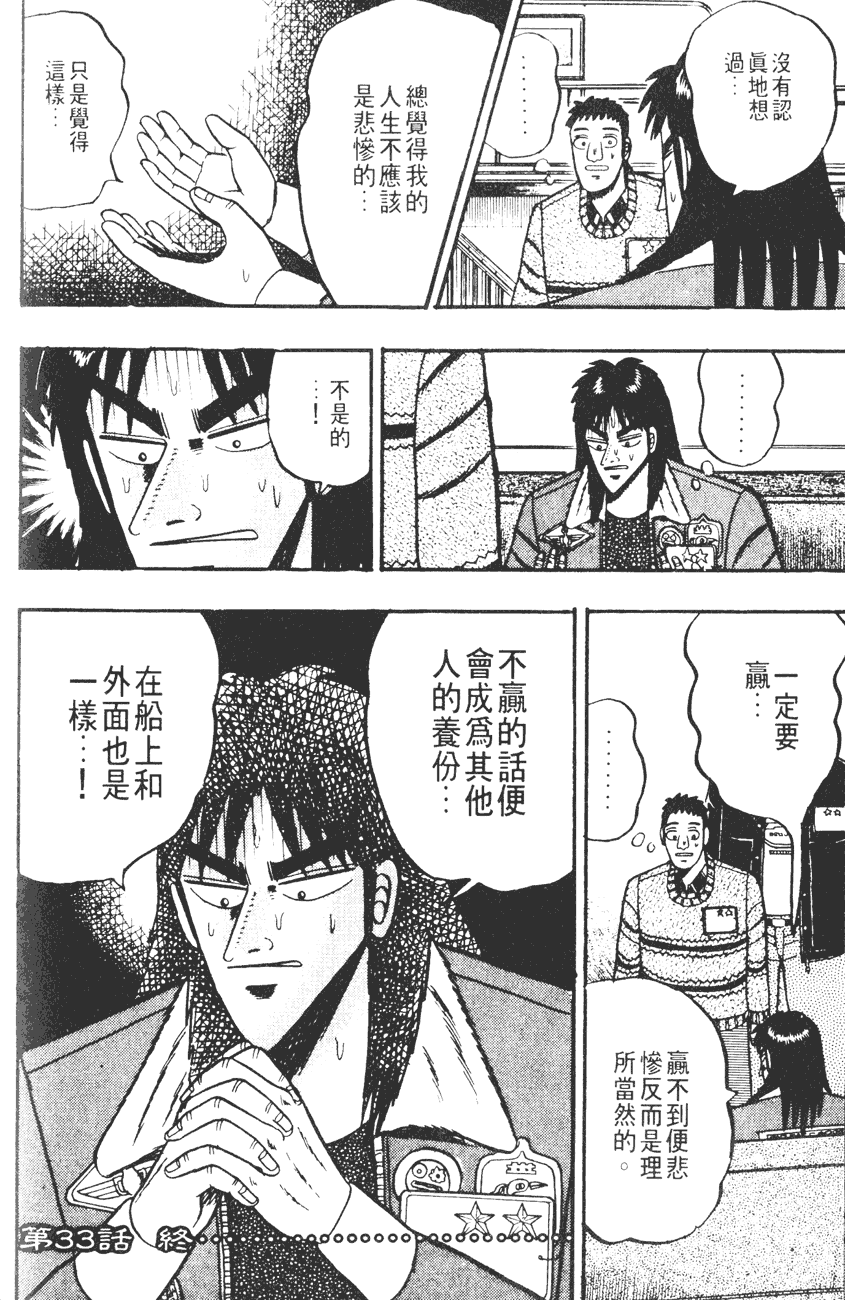 沒有認
眞地想
過…
………
總覺得我的
人生不應該
是悲慘的…
只是覺得
這樣…
………
不是的
…！
一定要
贏…
………
贏不到便悲
慘反而是理
所當然的。
不贏的話便
會成爲其他
人的養份…
在船上和
外面也是
一樣…！
第33話 終